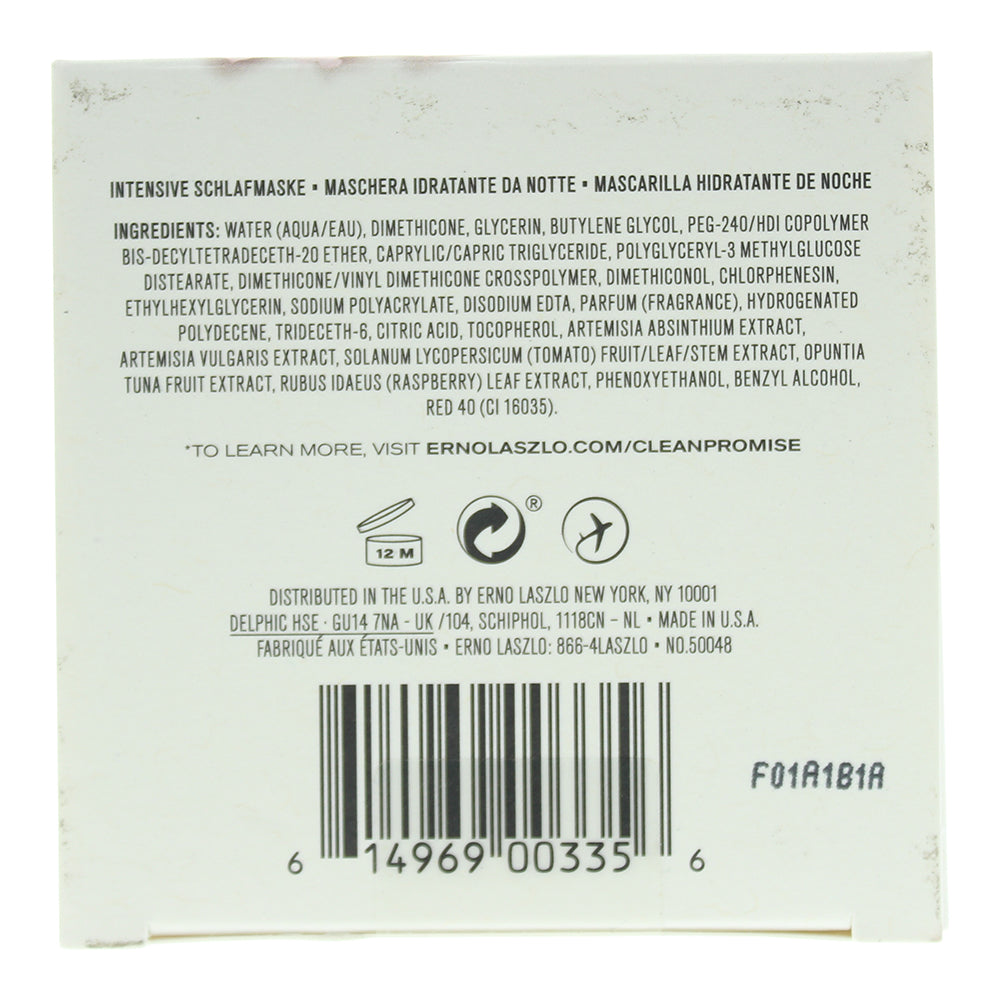 INTENSIVE SCHLAFMASKE ▪ MASCHERA IDRATANTE DA NOTTE ▪ MASCARILLA HIDRATANTE DE NOCHE
INGREDIENTS: WATER (AQUA/EAU), DIMETHICONE, GLYCERIN, BUTYLENE GLYCOL, PEG-240/HDI COPOLYMER
BIS-DECYLTETRADECETH-20 ETHER, CAPRYLIC/CAPRIC TRIGLYCERIDE, POLYGLYCERYL-3 METHYLGLUCOSE
DISTEARATE, DIMETHICONE/VINYL DIMETHICONE CROSSPOLYMER, DIMETHICONOL, CHLORPHENESIN,
ETHYLHEXYLGLYCERIN, SODIUM POLYACRYLATE, DISODIUM EDTA, PARFUM (FRAGRANCE), HYDROGENATED
POLYDECENE, TRIDECETH-6, CITRIC ACID, TOCOPHEROL, ARTEMISIA ABSINTHIUM EXTRACT,
ARTEMISIA VULGARIS EXTRACT, SOLANUM LYCOPERSICUM (TOMATO) FRUIT/LEAF/STEM EXTRACT, OPUNTIA
TUNA FRUIT EXTRACT, RUBUS IDAEUS (RASPBERRY) LEAF EXTRACT, PHENOXYETHANOL, BENZYL ALCOHOL,
RED 40 (CI 16035).
*TO LEARN MORE, VISIT ERNOLASZLO.COM/CLEANPROMISE
12 M ®
DISTRIBUTED IN THE U.S.A. BY ERNO LASZLO NEW YORK, NY 10001
DELPHIC HSE · GU14 7NA - UK /104, SCHIPHOL, 1118CN – NL ▪ MADE IN U.S.A.
FABRIQUÉ AUX ÉTATS-UNIS ▪ ERNO LASZLO: 866-4LASZLO ▪ NO.50048
F01A181A
6 14969 00335 6